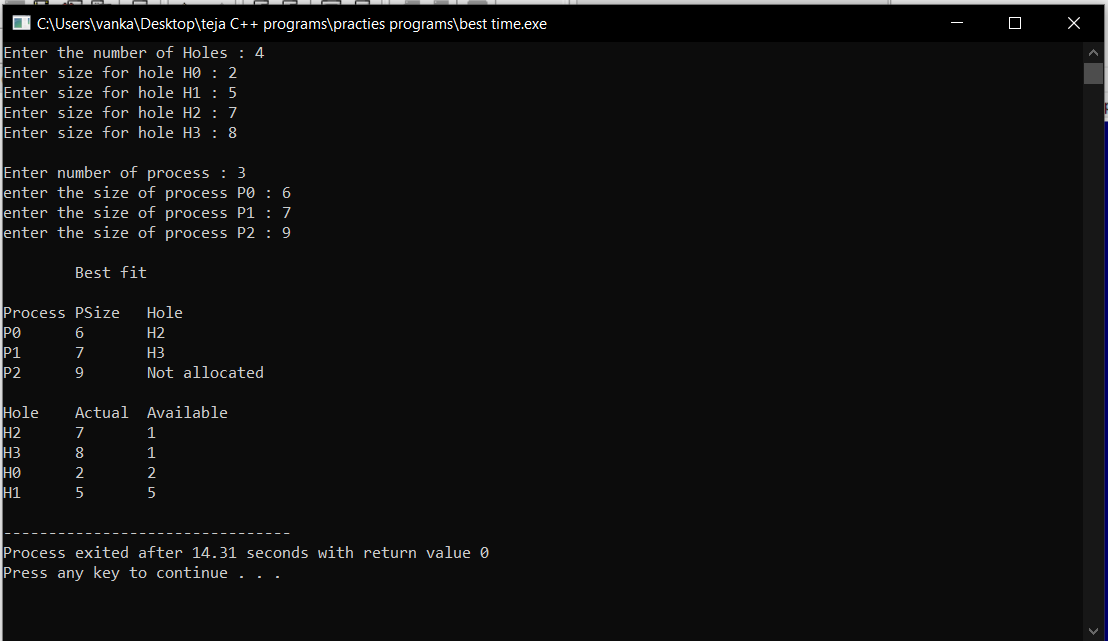 C:\Users\vanka\Desktop\teja C++ programs\practies programs\best time.exe
Enter the number of Holes : 4
Enter size for hole H0 : 2
Enter size for hole H1 : 5
Enter size for hole H2 : 7
Enter size for hole H3 : 8
Enter number of process : 3
enter the size of process P0 : 6
enter the size of process P1 : 7
enter the size of process P2 : 9
Best fit
Process PSize Hole
P0 6 H2
P1 7 H3
P2 9 Not allocated
Hole Actual Available
H2 7 1
H3 8 1
H0 2 2
H1 5 5
--------------------------------
Process exited after 14.31 seconds with return value 0
Press any key to continue . . .